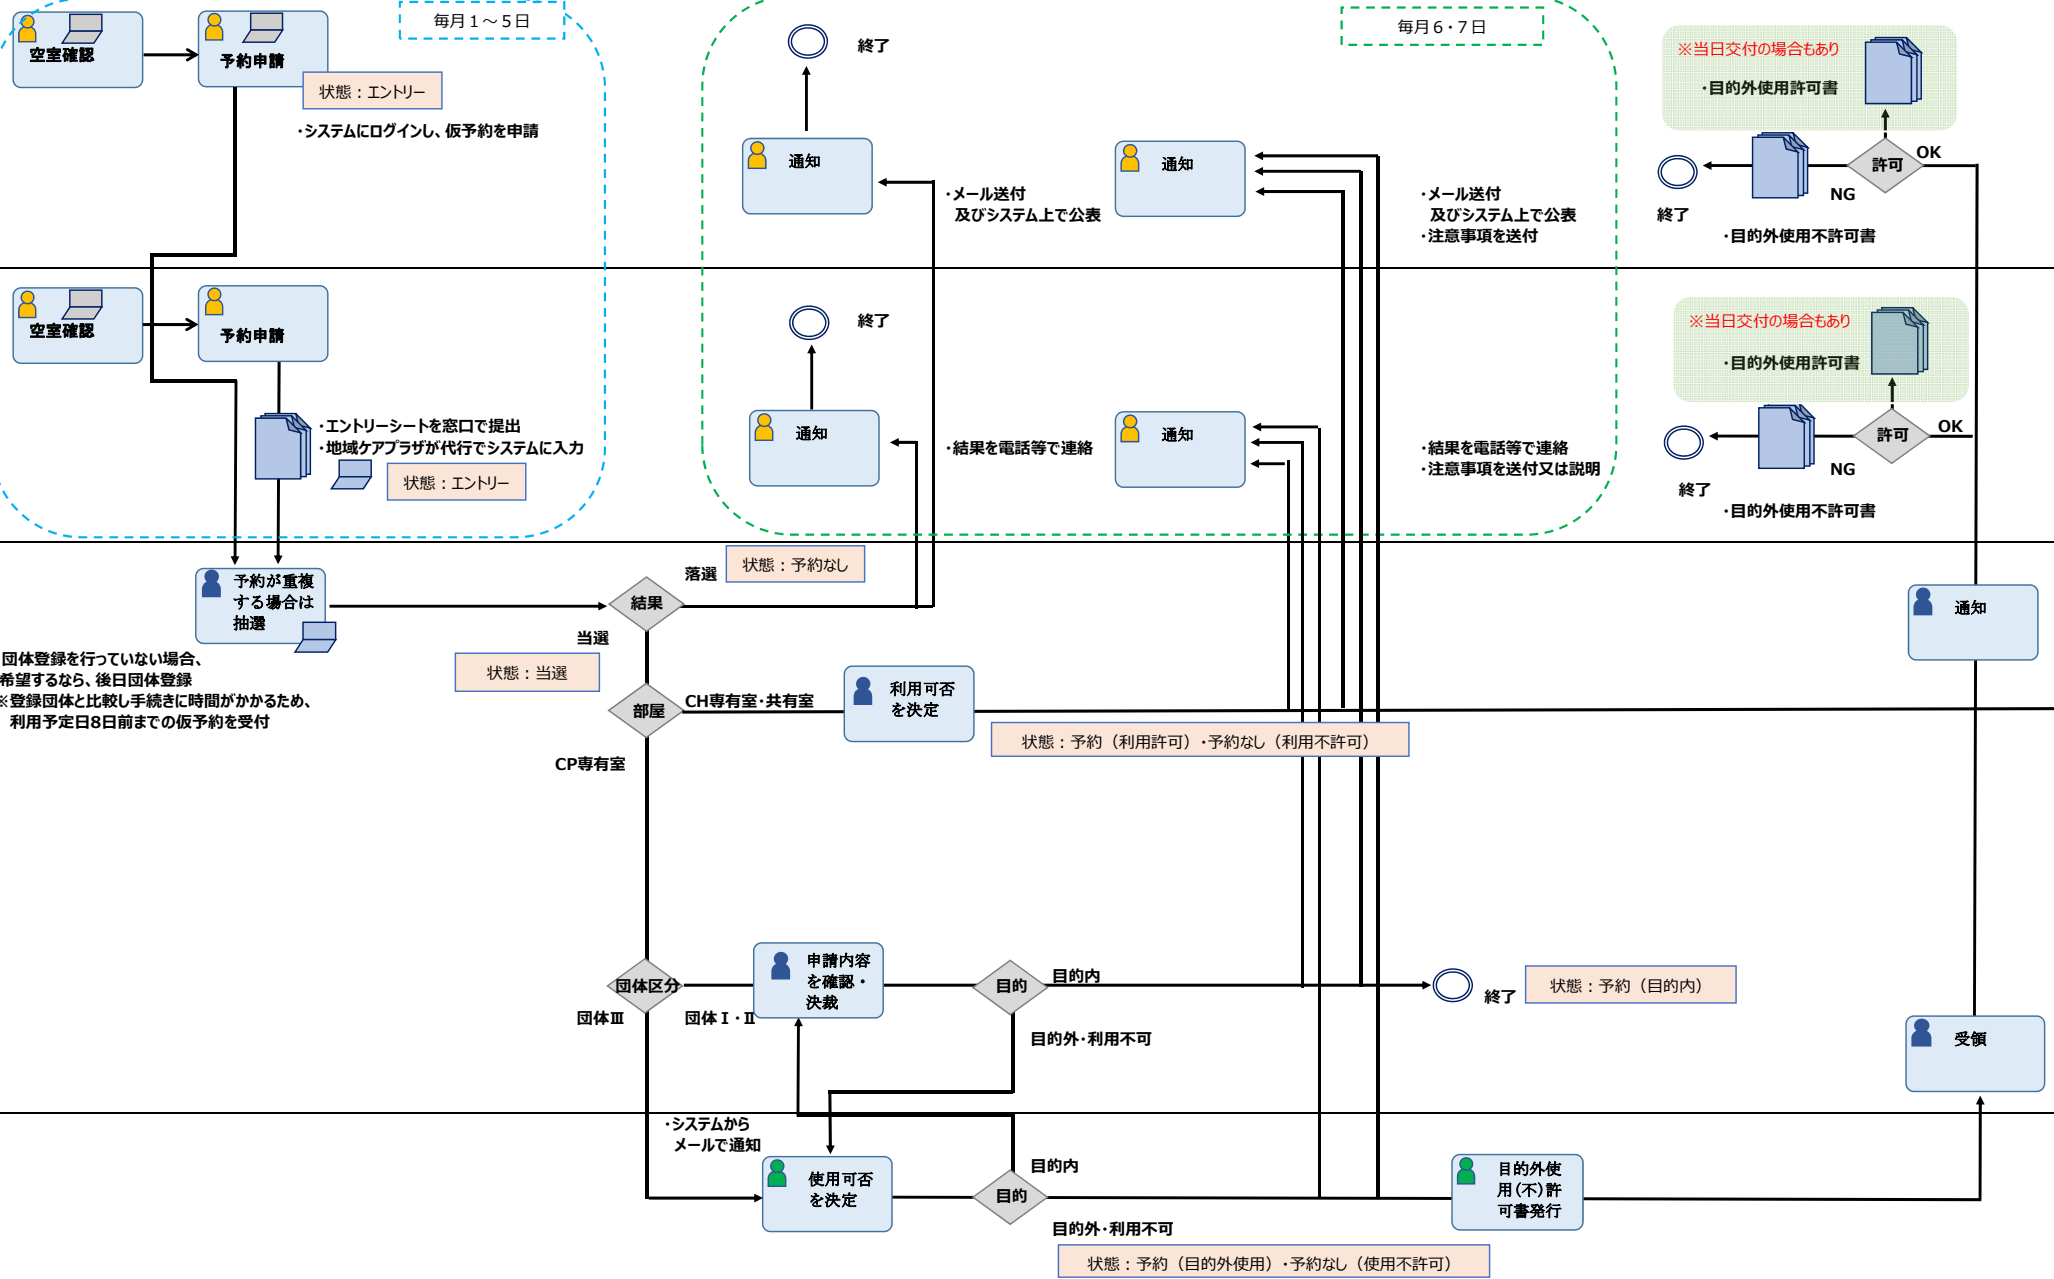 毎月1～5日
毎月6・7日
空室確認
予約申請
状態：エントリー
・システムにログインし、仮予約を申請
終了
通知
・メール送付
及びシステム上で公表
通知
・メール送付
及びシステム上で公表
・注意事項を送付
※当日交付の場合もあり
・目的外使用許可書
許可
OK
NG
終了
・目的外使用不許可書
空室確認
予約申請
・エントリーシートを窓口で提出
・地域ケアプラザが代行でシステムに入力
状態：エントリー
終了
通知
・結果を電話等で連絡
通知
・結果を電話等で連絡
・注意事項を送付又は説明
※当日交付の場合もあり
・目的外使用許可書
許可
OK
NG
終了
・目的外使用不許可書
予約が重複
する場合は
抽選
団体登録を行っていない場合、
希望するなら、後日団体登録
※登録団体と比較し手続きに時間がかかるため、
利用予定日8日前までの仮予約を受付
結果
落選
状態：予約なし
当選
状態：当選
部屋
CH専有室・共有室
利用可否
を決定
状態：予約（利用許可）・予約なし（利用不許可）
CP専有室
通知
団体区分
団体Ⅲ
団体Ⅰ・Ⅱ
申請内容
を確認・
決裁
目的
目的内
目的外・利用不可
終了
状態：予約（目的内）
受領
・システムから
メールで通知
使用可否
を決定
目的
目的内
目的外・利用不可
状態：予約（目的外使用）・予約なし（使用不許可）
目的外使
用（不）許
可書発行